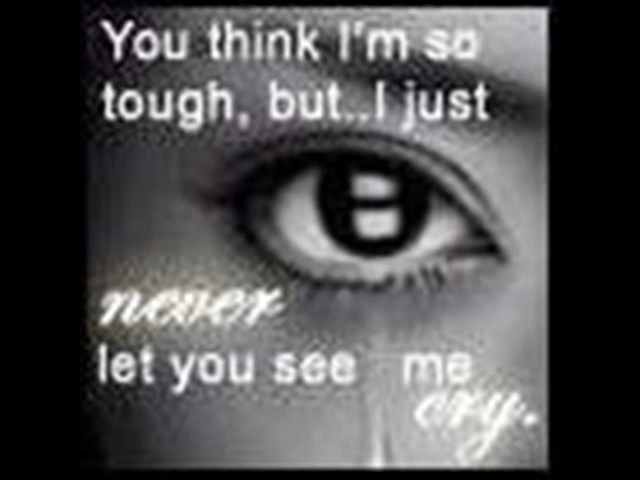 You think I'm so
tough, but..I just
never
let you see me
cry.